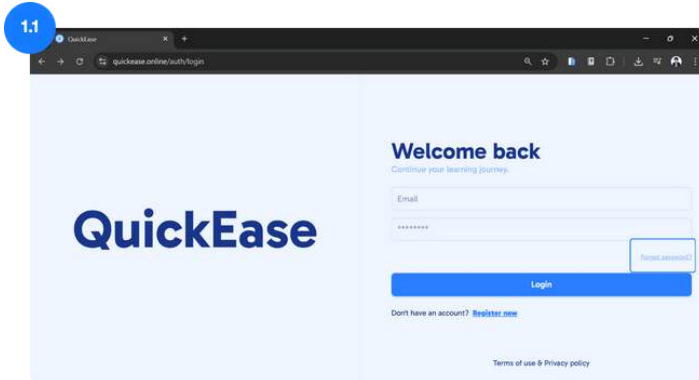 1.1
QuickEase
quickease.online/auth/login
QuickEase
Welcome back
Continue your learning journey.
Email
********
Forgot password?
Login
Don't have an account? Register now
Terms of use & Privacy policy